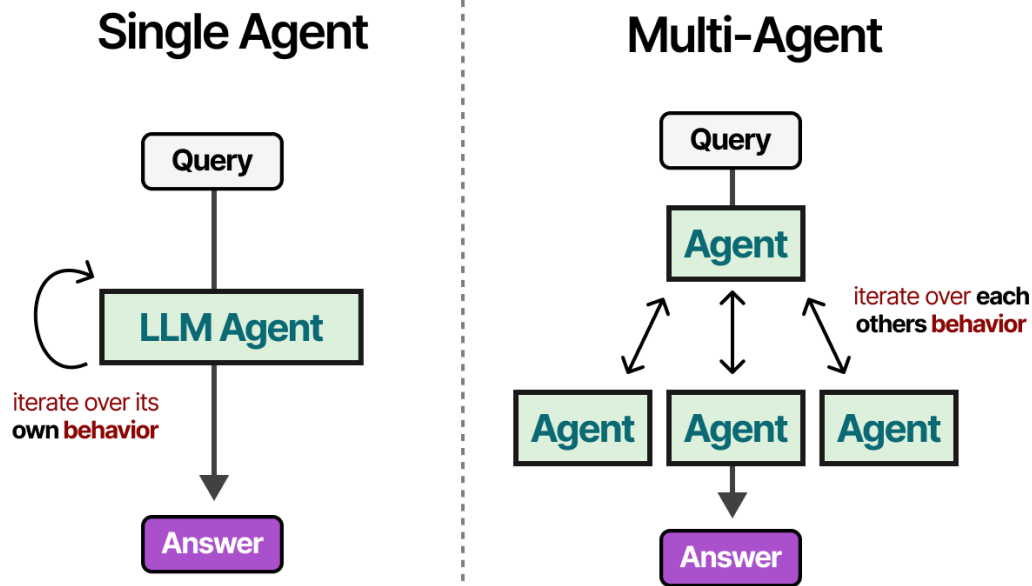 Single Agent
Query
LLM Agent
iterate over its
own behavior
Answer
Multi-Agent
Query
Agent
iterate over each
others behavior
Agent
Agent
Agent
Answer